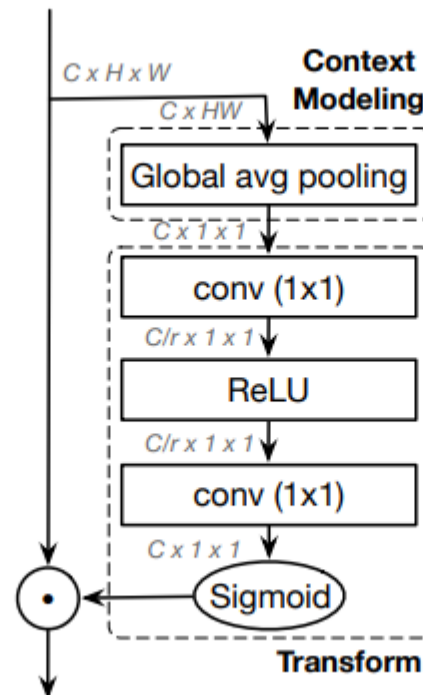 C x H x W
Context
Modeling
C x HW
Global avg pooling
C x 1 x 1
conv (1x1)
C/r x 1 x 1
ReLU
C/r x 1 x 1
conv (1x1)
C x 1 x 1
Sigmoid
Transform